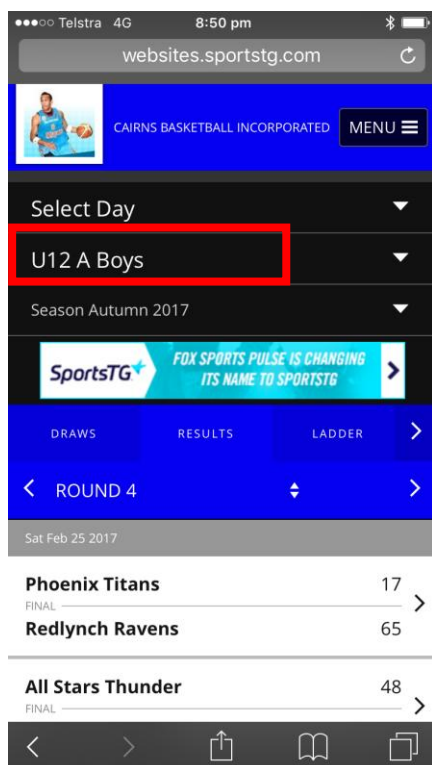 Telstra 4G 8:50 pm
websites.sportstg.com
CAIRNS BASKETBALL INCORPORATED MENU
Select Day
U12 A Boys
Season Autumn 2017
SportsTG FOX SPORTS PULSE IS CHANGING
ITS NAME TO SPORTSTG
DRAWS RESULTS LADDER
ROUND 4
Sat Feb 25 2017
Phoenix Titans 17
FINAL
Redlynch Ravens 65
All Stars Thunder 48
FINAL